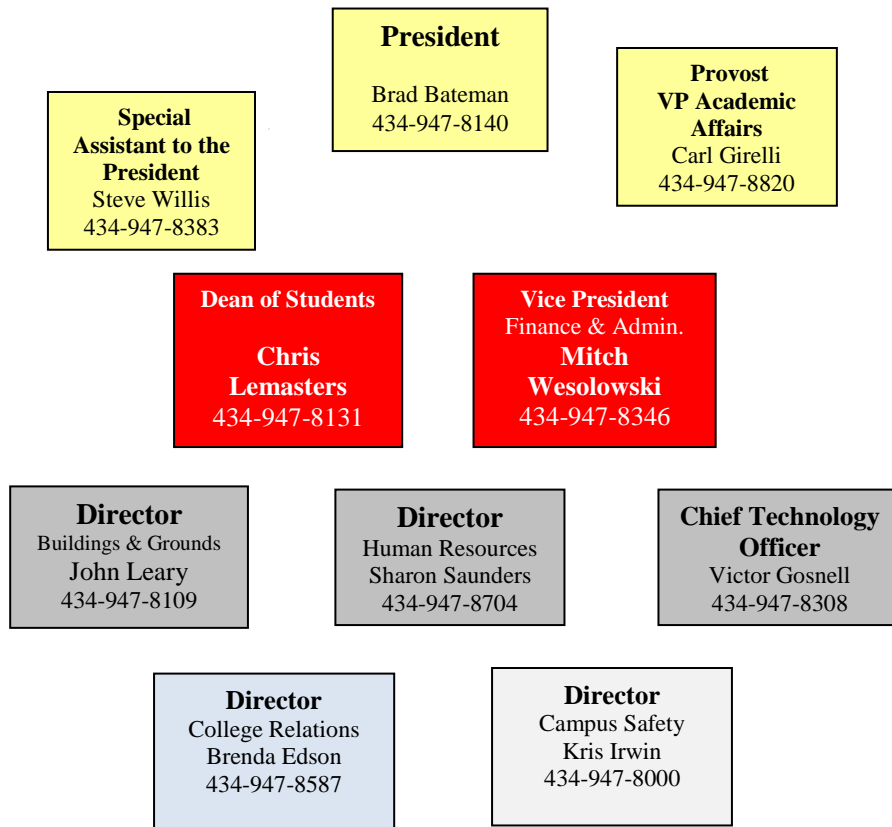 President
Brad Bateman
434-947-8140
Provost
VP Academic
Affairs
Carl Girelli
434-947-8820
Special
Assistant to the
President
Steve Willis
434-947-8383
Dean of Students
Chris
Lemasters
434-947-8131
Vice President
Finance & Admin.
Mitch
Wesolowski
434-947-8346
Director
Buildings & Grounds
John Leary
434-947-8109
Director
Human Resources
Sharon Saunders
434-947-8704
Chief Technology
Officer
Victor Gosnell
434-947-8308
Director
College Relations
Brenda Edson
434-947-8587
Director
Campus Safety
Kris Irwin
434-947-8000